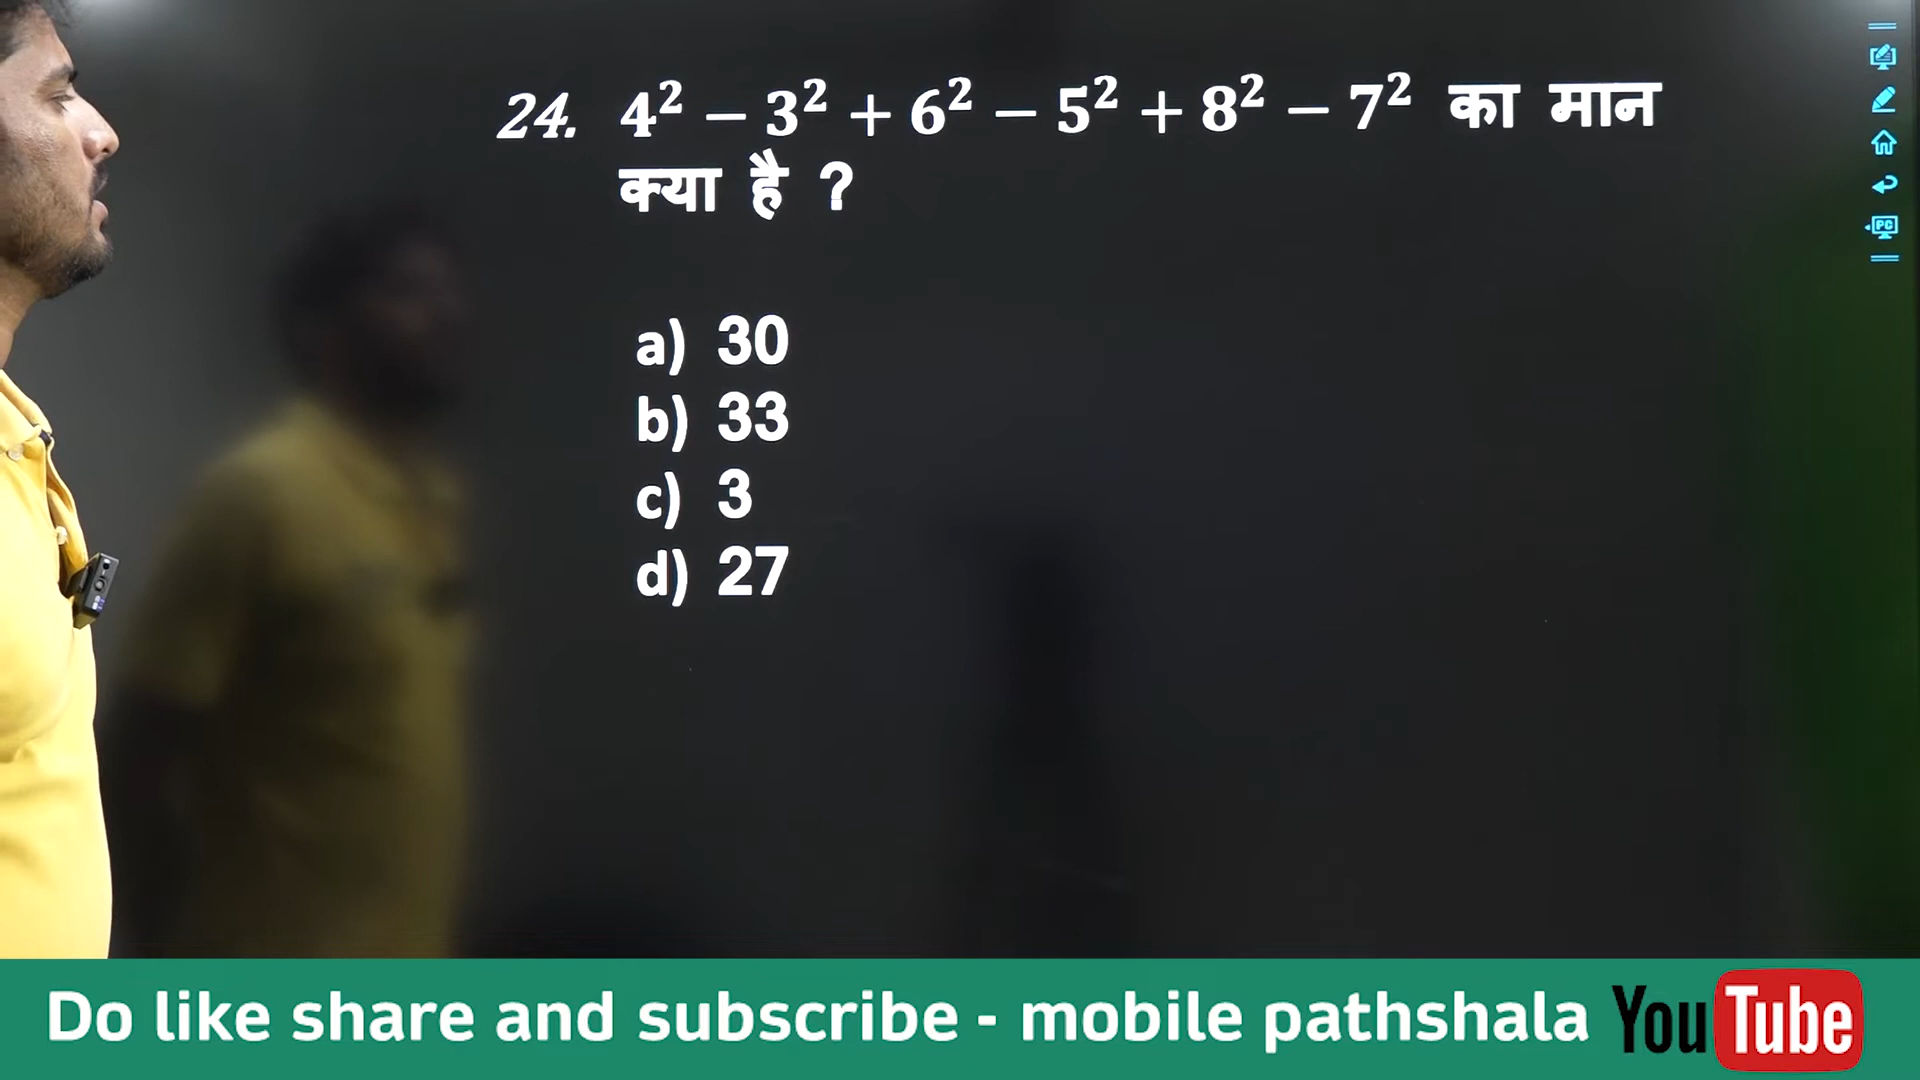 24. 4² – 3² + 6² – 5² + 8² – 7² का मान
क्या है ?
a) 30
b) 33
c) 3
d) 27
PC
Do like share and subscribe - mobile pathshala YouTube